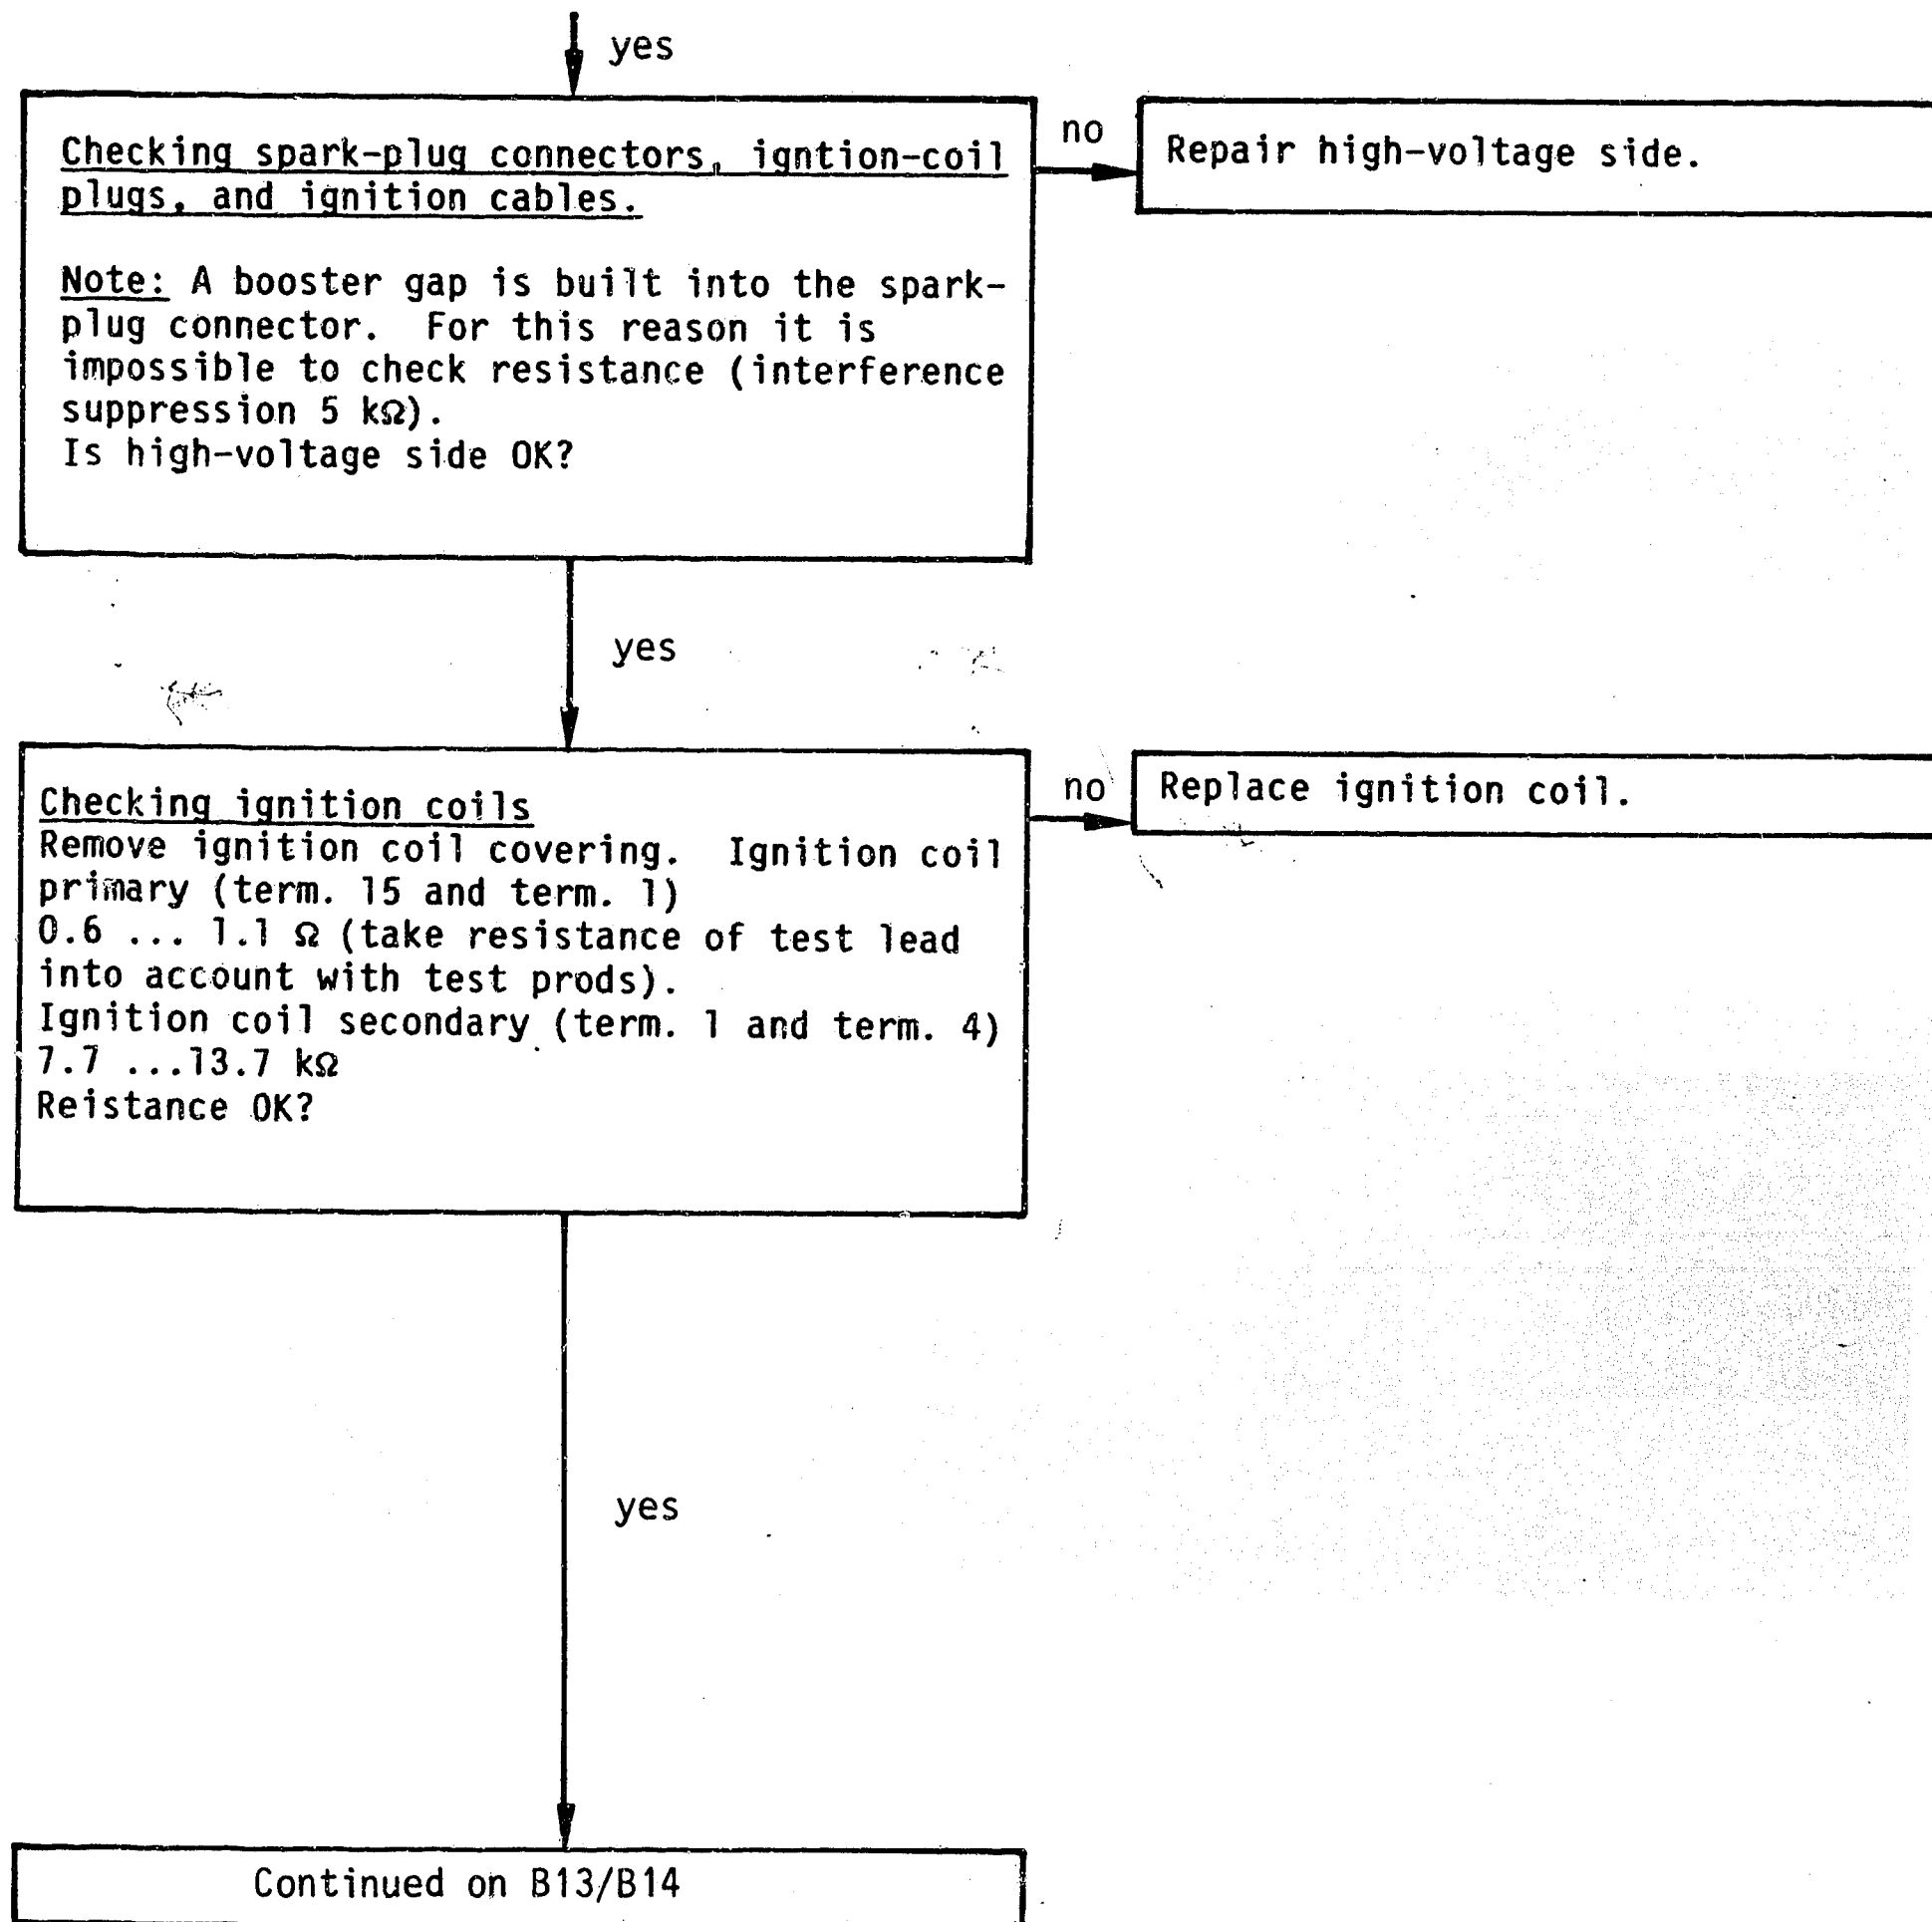 yes
Checking spark-plug connectors, igntion-coil
plugs, and ignition cables.
no
Repair high-voltage side.
Note: A booster gap is built into the spark-
plug connector. For this reason it is
impossible to check resistance (interference
suppression 5 kΩ).
Is high-voltage side OK?
yes
Checking ignition coils
Remove ignition coil covering. Ignition coil
primary (term. 15 and term. 1)
0.6 ... 1.1 Ω (take resistance of test lead
into account with test prods).
Ignition coil secondary (term. 1 and term. 4)
7.7 ...13.7 kΩ
Reistance OK?
no
Replace ignition coil.
yes
Continued on B13/B14